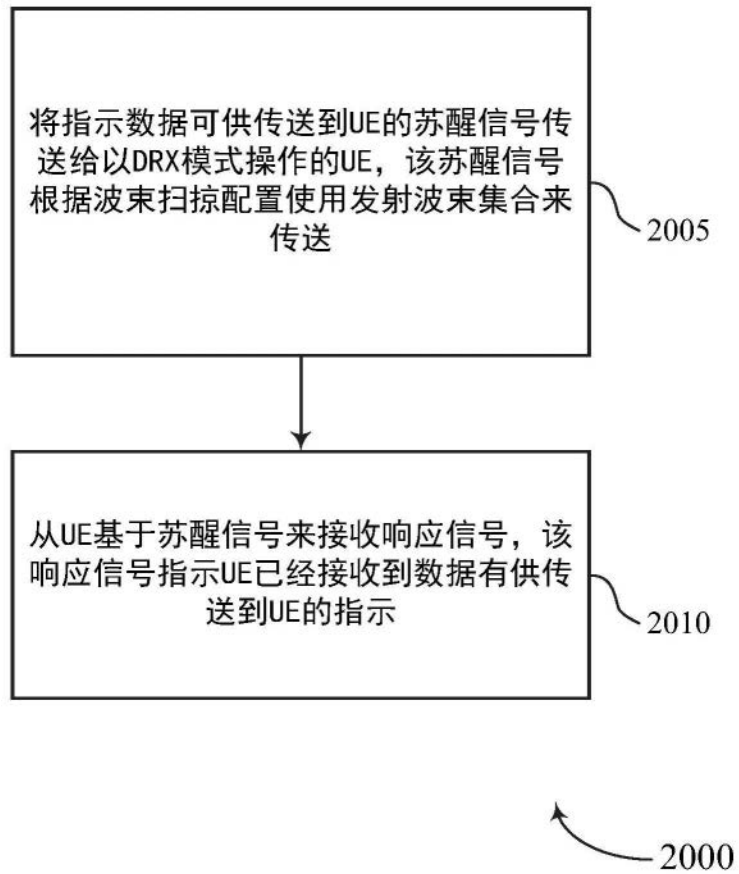 将指示数据可供传送到UE的苏醒信号传
送给以DRX模式操作的UE，该苏醒信号
根据波束扫掠配置使用发射波束集合来
传送
2005
从UE基于苏醒信号来接收响应信号，该
响应信号指示UE已经接收到数据有供传
送到UE的指示
2010
2000